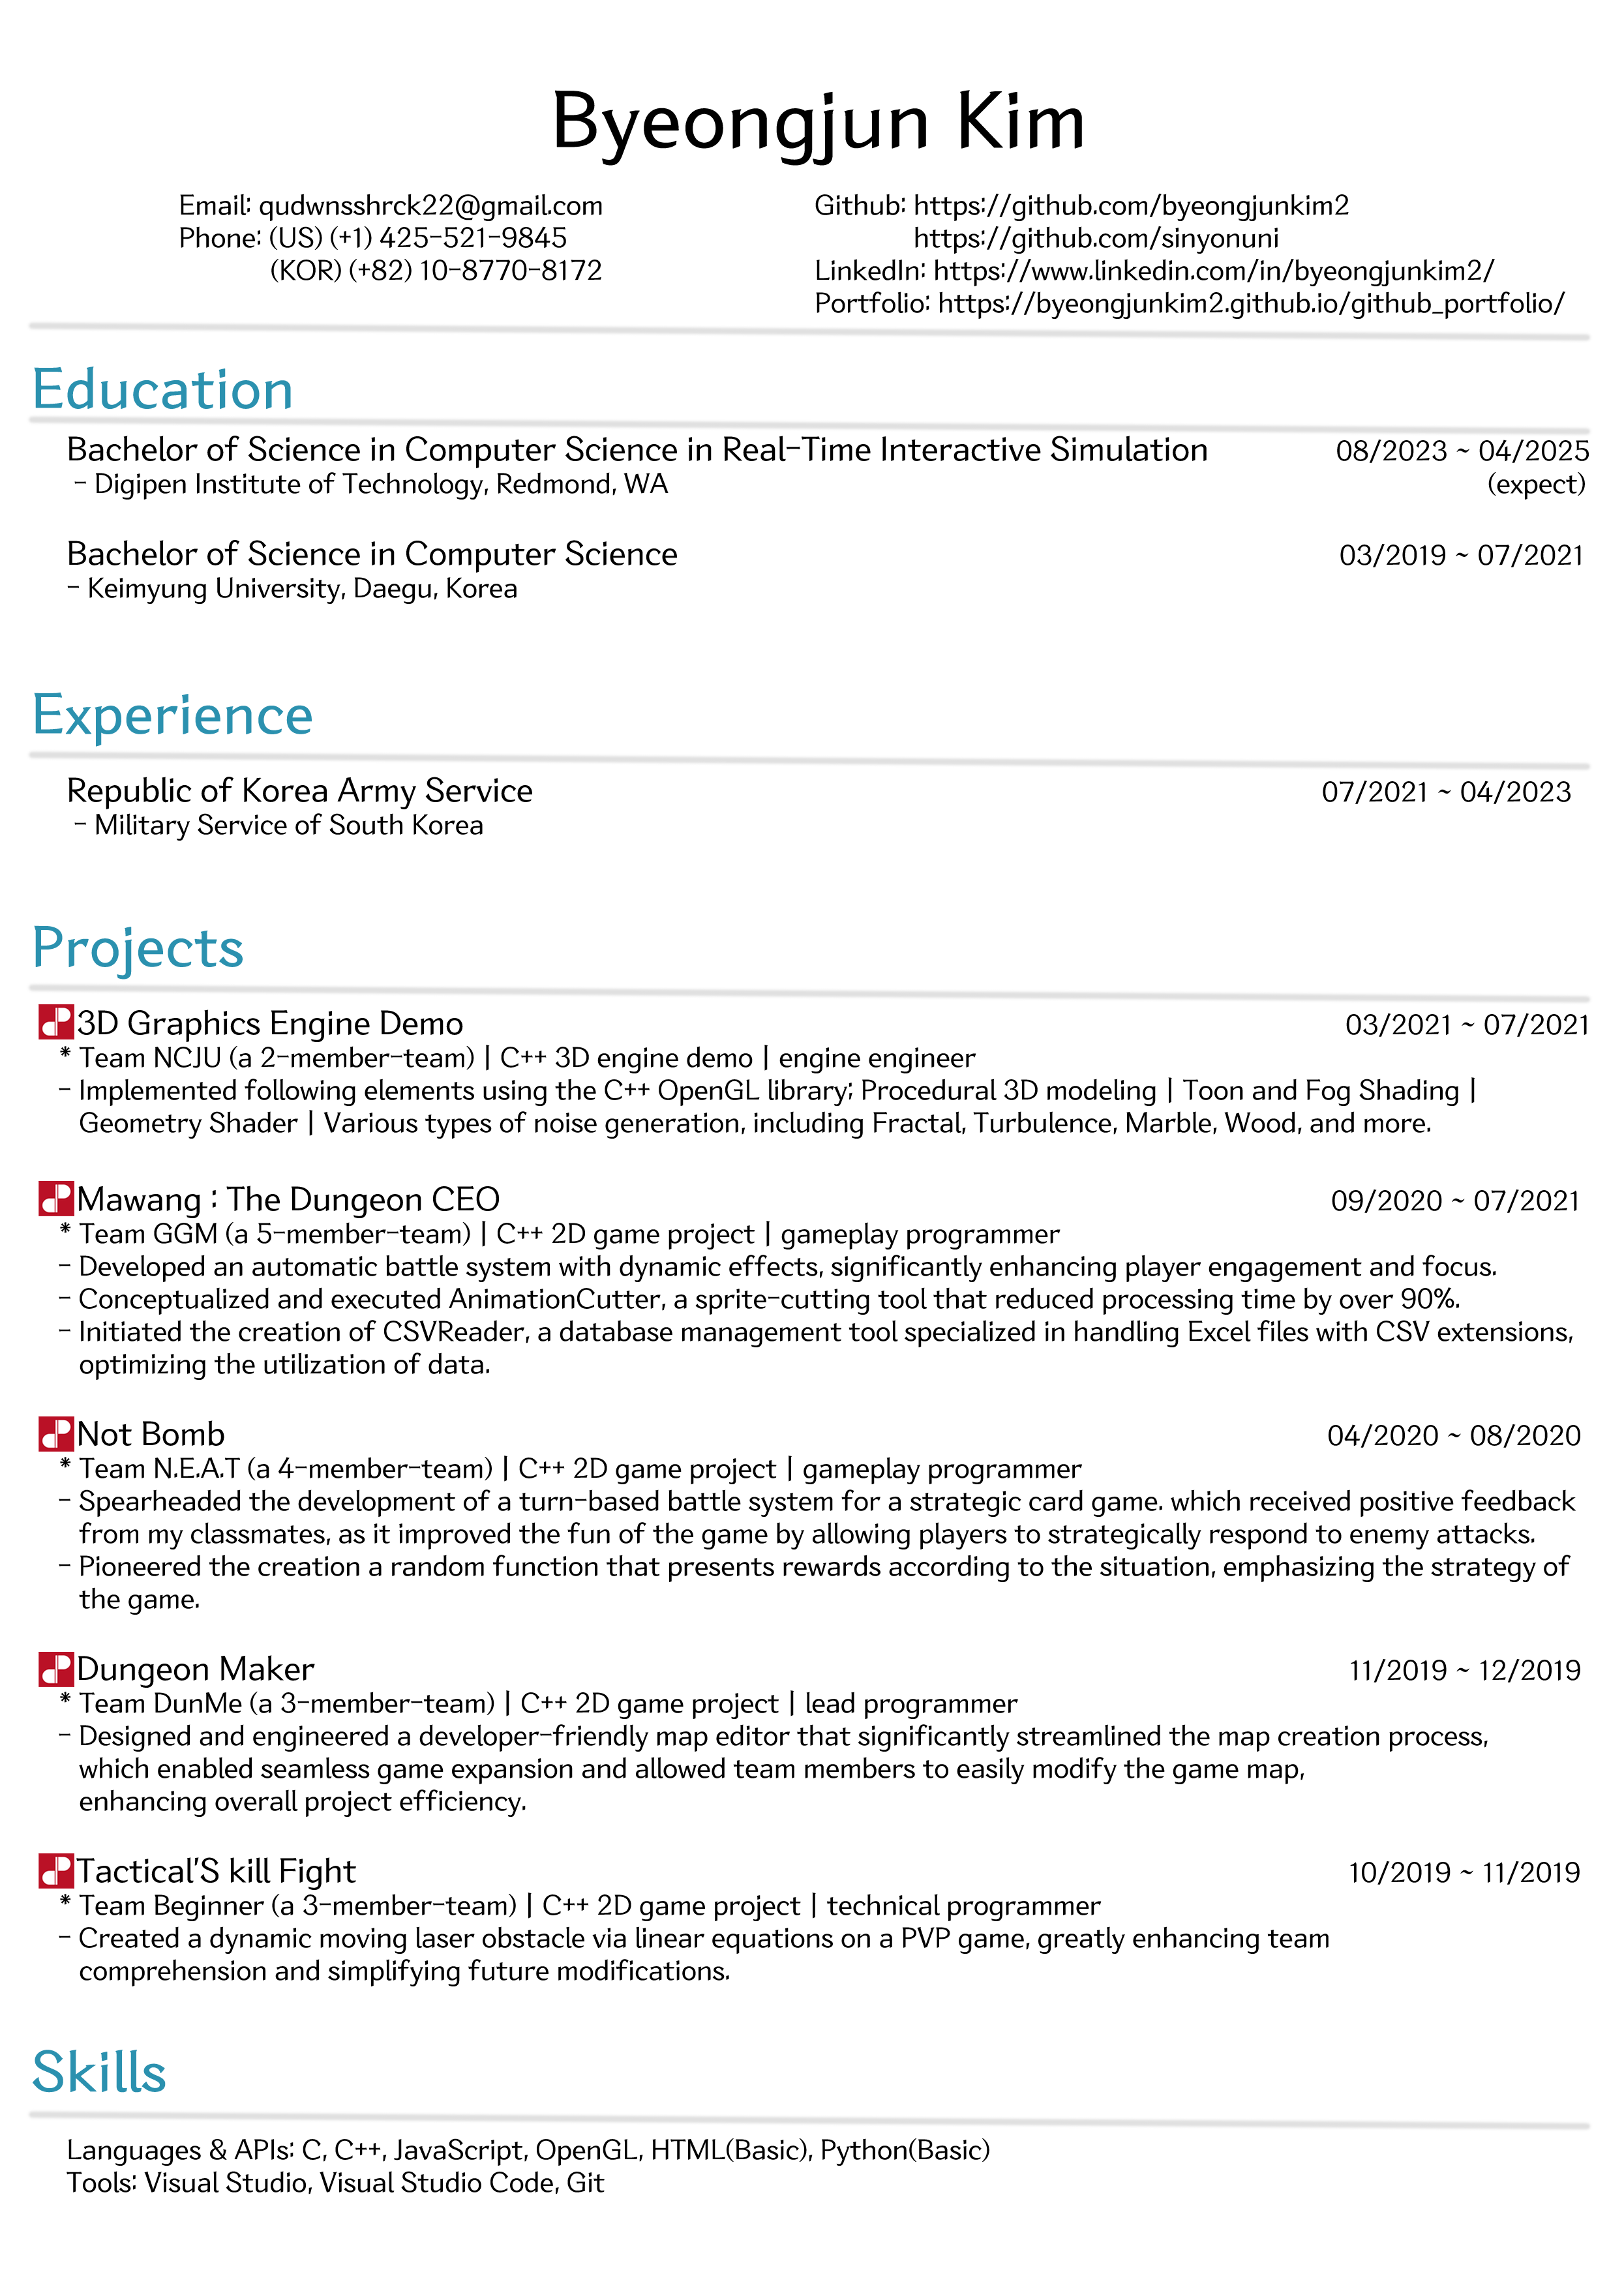 Byeongjun Kim
Email: qudwnsshrck22@gmail.com
Phone: (US) (+1) 425-521-9845
(KOR) (+82) 10-8770-8172
Github: https://github.com/byeongjunkim2
https://github.com/sinyonuni
LinkedIn: https://www.linkedin.com/in/byeongjunkim2/
Portfolio: https://byeongjunkim2.github.io/github_portfolio/
Education
Bachelor of Science in Computer Science in Real-Time Interactive Simulation 08/2023 ~ 04/2025
- Digipen Institute of Technology, Redmond, WA (expect)
Bachelor of Science in Computer Science 03/2019 ~ 07/2021
- Keimyung University, Daegu, Korea
Experience
Republic of Korea Army Service 07/2021 ~ 04/2023
- Military Service of South Korea
Projects
3D Graphics Engine Demo 03/2021 ~ 07/2021
* Team NCJU (a 2-member-team) | C++ 3D engine demo | engine engineer
- Implemented following elements using the C++ OpenGL library; Procedural 3D modeling | Toon and Fog Shading |
Geometry Shader | Various types of noise generation, including Fractal, Turbulence, Marble, Wood, and more.
Mawang : The Dungeon CEO 09/2020 ~ 07/2021
* Team GGM (a 5-member-team) | C++ 2D game project | gameplay programmer
- Developed an automatic battle system with dynamic effects, significantly enhancing player engagement and focus.
- Conceptualized and executed AnimationCutter, a sprite-cutting tool that reduced processing time by over 90%.
- Initiated the creation of CSVReader, a database management tool specialized in handling Excel files with CSV extensions,
optimizing the utilization of data.
Not Bomb 04/2020 ~ 08/2020
* Team N.E.A.T (a 4-member-team) | C++ 2D game project | gameplay programmer
- Spearheaded the development of a turn-based battle system for a strategic card game. which received positive feedback
from my classmates, as it improved the fun of the game by allowing players to strategically respond to enemy attacks.
- Pioneered the creation a random function that presents rewards according to the situation, emphasizing the strategy of
the game.
Dungeon Maker 11/2019 ~ 12/2019
* Team DunMe (a 3-member-team) | C++ 2D game project | lead programmer
- Designed and engineered a developer-friendly map editor that significantly streamlined the map creation process,
which enabled seamless game expansion and allowed team members to easily modify the game map,
enhancing overall project efficiency.
Tactical'S kill Fight 10/2019 ~ 11/2019
* Team Beginner (a 3-member-team) | C++ 2D game project | technical programmer
- Created a dynamic moving laser obstacle via linear equations on a PVP game, greatly enhancing team
comprehension and simplifying future modifications.
Skills
Languages & APIs: C, C++, JavaScript, OpenGL, HTML(Basic), Python(Basic)
Tools: Visual Studio, Visual Studio Code, Git